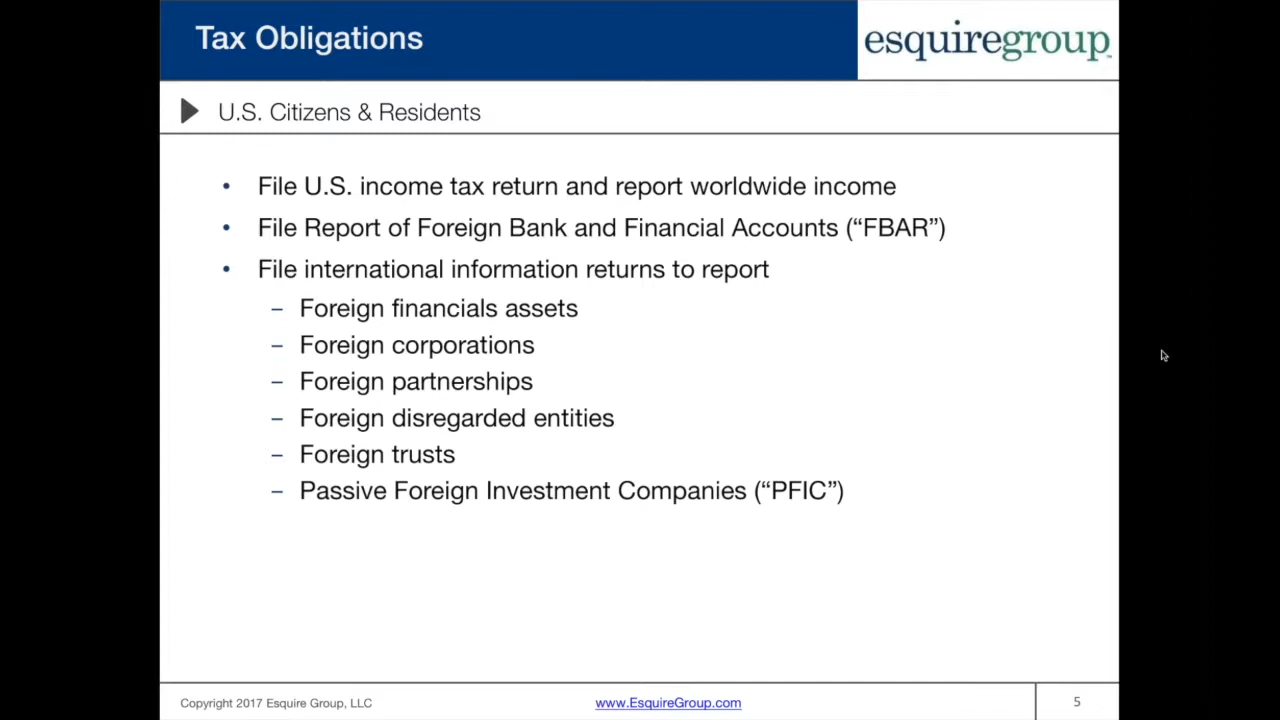 Tax Obligations
esquiregroup
U.S. Citizens & Residents
• File U.S. income tax return and report worldwide income
• File Report of Foreign Bank and Financial Accounts (“FBAR”)
• File international information returns to report
– Foreign financials assets
– Foreign corporations
– Foreign partnerships
– Foreign disregarded entities
– Foreign trusts
– Passive Foreign Investment Companies (“PFIC”)
Copyright 2017 Esquire Group, LLC
www.EsquireGroup.com
5